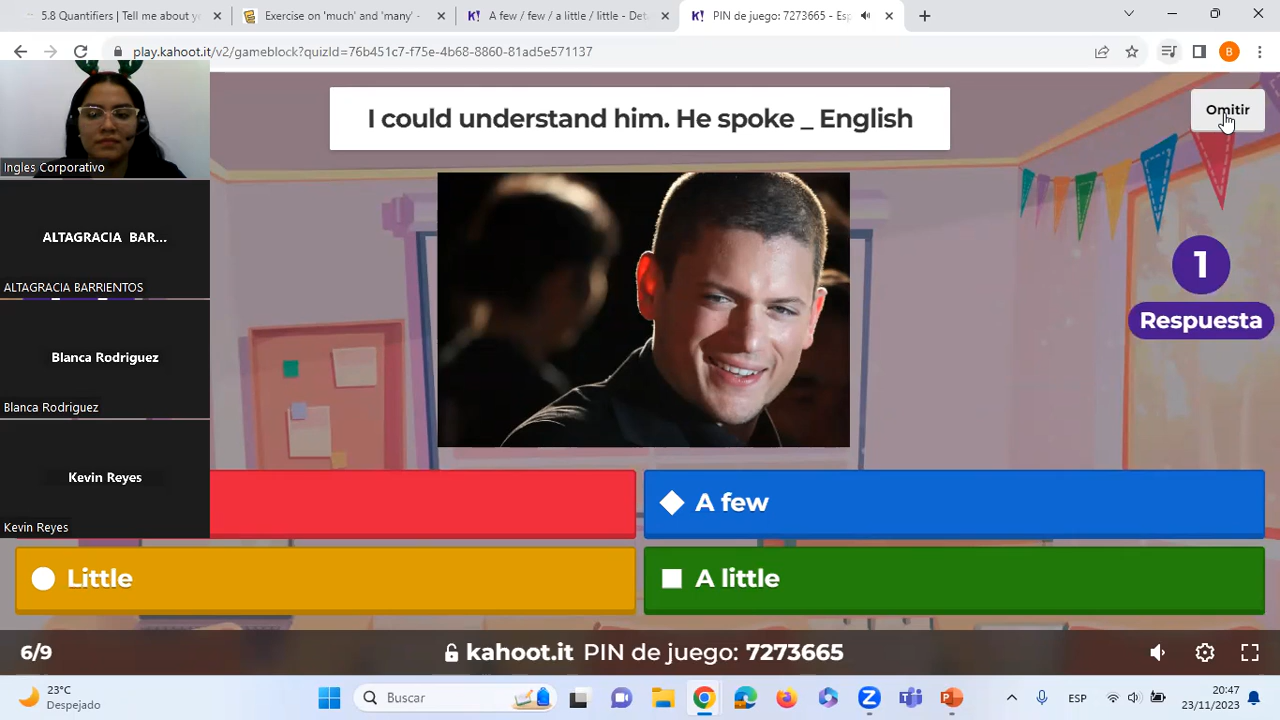 5.8 Quantifiers | Tell me about y
Exercise on 'much' and 'many' -
A few / few / a little / little - Det
PIN de juego: 7273665 - Esp
play.kahoot.it/v2/gameblock?quizId=76b451c7-f75e-4b68-8860-81ad5e571137
B
Ingles Corporativo
I could understand him. He spoke _ English
Omitir
ALTAGRACIA BAR...
ALTAGRACIA BARRIENTOS
1
Respuesta
Blanca Rodriguez
Blanca Rodriguez
Kevin Reyes
Kevin Reyes
A few
Little
A little
6/9
kahoot.it PIN de juego: 7273665
23°C
Despejado
Buscar
ESP
20:47
23/11/2023